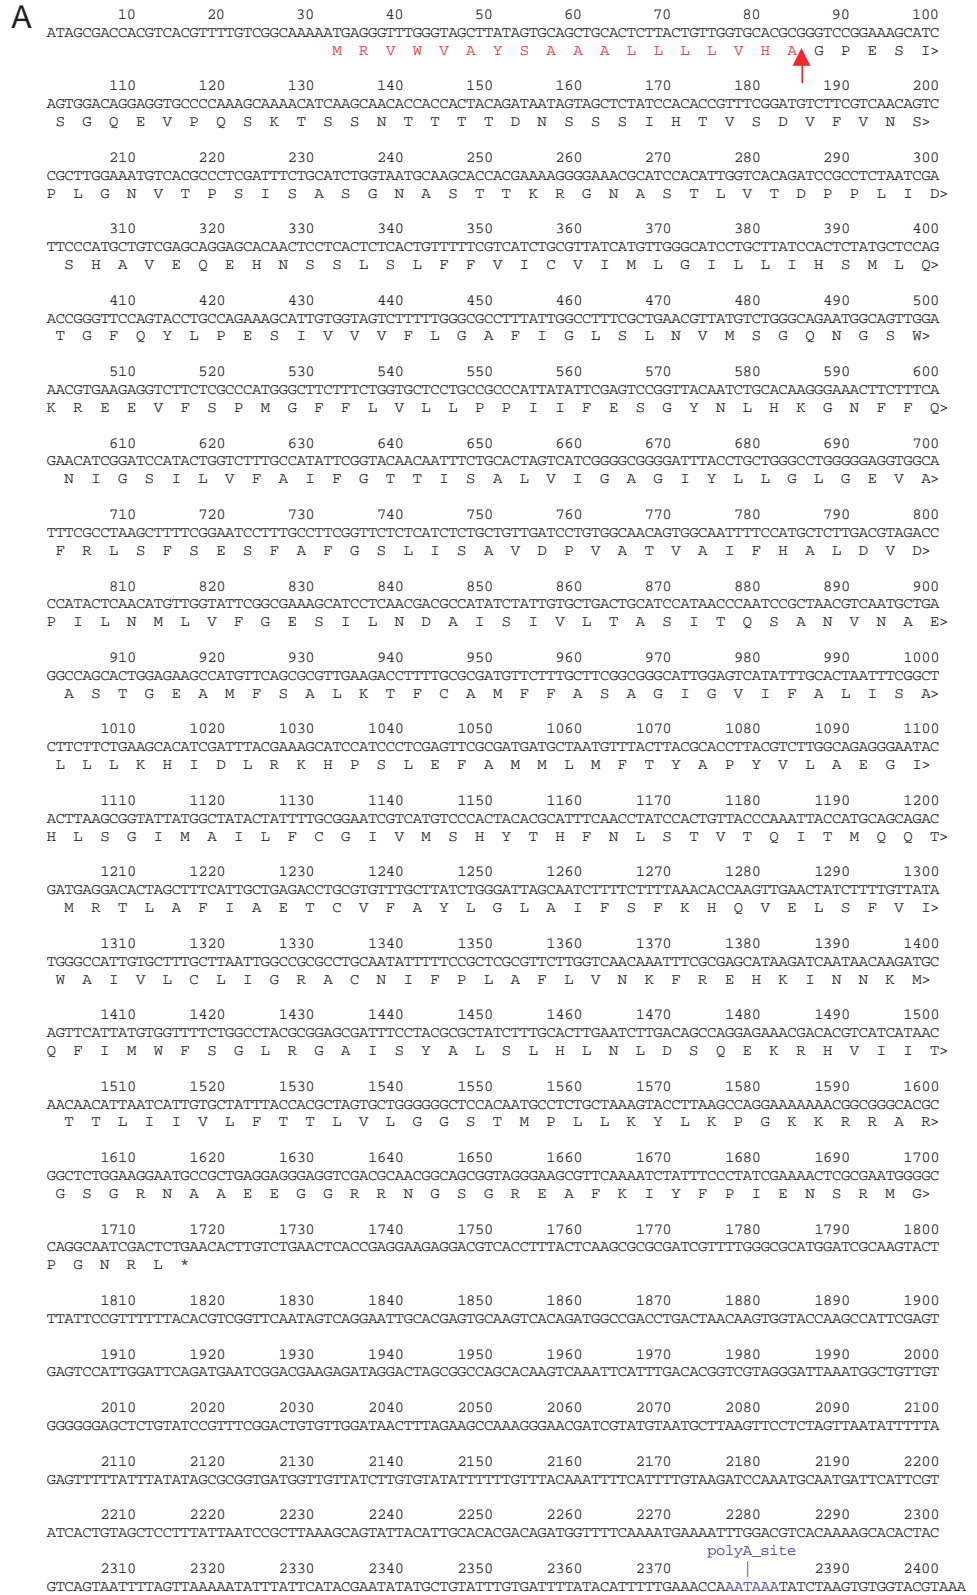 A
10 20 30 40 50 60 70 80 90 100
ATAGCGACCACGTCACGTTTTGTCGGCAAAAATGAGGGTTTGGGTAGCTTATAGTGCAGCTGCACTCTTACTGTTGGTGCACGCGGGTCCGGAAAGCATC
M R V W V A Y S A A A L L L L V H A G P E S I>
110 120 130 140 150 160 170 180 190 200
AGTGGACAGGAGGTGCCCCAAAGCAAAACATCAAGCAACACCACCACTACAGATAATAGTAGCTCTATCCACACCGTTTCGGATGTCTTCGTCAACAGTC
S G Q E V P Q S K T S S N T T T T D N S S S I H T V S D V F V N S>
210 220 230 240 250 260 270 280 290 300
CGCTTGGAAATGTCACGCCCTCGATTTCTGCATCTGGTAATGCAAGCACCACGAAAAGGGGAAACGCATCCACATTGGTCACAGATCCGCCTCTAATCGA
P L G N V T P S I S A S G N A S T T K R G N A S T L V T D P P L I D>
310 320 330 340 350 360 370 380 390 400
TTCCCATGCTGTCGAGCAGGAGCACAACTCCTCACTCTCACTGTTTTTCGTCATCTGCGTTATCATGTTGGGCATCCTGCTTATCCACTCTATGCTCCAG
S H A V E Q E H N S S L S L F F V I C V I M L G I L L I H S M L Q>
410 420 430 440 450 460 470 480 490 500
ACCGGGTTCCAGTACCTGCCAGAAAGCATTGTGGTAGTCTTTTTGGGCGCCTTTATTGGCCTTTCGCTGAACGTTATGTCTGGGCAGAATGGCAGTTGGA
T G F Q Y L P E S I V V V F L G A F I G L S L N V M S G Q N G S W>
510 520 530 540 550 560 570 580 590 600
AACGTGAAGAGGTCTTCTCGCCCATGGGCTTCTTTCTGGTGCTCCTGCCGCCCATTATATTCGAGTCCGGTTACAATCTGCACAAGGGAAACTTCTTTCA
K R E E V F S P M G F F L V L L P P I I F E S G Y N L H K G N F F Q>
610 620 630 640 650 660 670 680 690 700
GAACATCGGATCCATACTGGTCTTTGCCATATTCGGTACAACAATTTCTGCACTAGTCATCGGGGCGGGGATTTACCTGCTGGGCCTGGGGGAGGTGGCA
N I G S I L V F A I F G T T I S A L V I G A G I Y L L G L G E V A>
710 720 730 740 750 760 770 780 790 800
TTTCGCCTAAGCTTTTCGGAATCCTTTGCCTTCGGTTCTCTCATCTCTGCTGTTGATCCTGTGGCAACAGTGGCAATTTTCCATGCTCTTGACGTAGACC
F R L S F S E S F A F G S L I S A V D P V A T V A I F H A L D V D>
810 820 830 840 850 860 870 880 890 900
CCATACTCAACATGTTGGTATTCGGCGAAAGCATCCTCAACGACGCCATATCTATTGTGCTGACTGCATCCATAACCCAATCCGCTAACGTCAATGCTGA
P I L N M L V F G E S I L N D A I S I V L T A S I T Q S A N V N A E>
910 920 930 940 950 960 970 980 990 1000
GGCCAGCACTGGAGAAGCCATGTTCAGCGCGTTGAAGACCTTTTGCGCGATGTTCTTTGCTTCGGCGGGCATTGGAGTCATATTTGCACTAATTTCGGCT
A S T G E A M F S A L K T F C A M F F A S A G I G V I F A L I S A>
1010 1020 1030 1040 1050 1060 1070 1080 1090 1100
CTTCTTCTGAAGCACATCGATTTACGAAAGCATCCATCCCTCGAGTTCGCGATGATGCTAATGTTTACTTACGCACCTTACGTCTTGGCAGAGGGAATAC
L L L K H I D L R K H P S L E F A M M L M F T Y A P Y V L A E G I>
1110 1120 1130 1140 1150 1160 1170 1180 1190 1200
ACTTAAGCGGTATTATGGCTATACTATTTTGCGGAATCGTCATGTCCCACTACACGCATTTCAACCTATCCACTGTTACCCAAATTACCATGCAGCAGAC
H L S G I M A I L F C G I V M S H Y T H F N L S T V T Q I T M Q Q T>
1210 1220 1230 1240 1250 1260 1270 1280 1290 1300
GATGAGGACACTAGCTTTCATTGCTGAGACCTGCGTGTTTGCTTATCTGGGATTAGCAATCTTTTCTTTTAAACACCAAGTTGAACTATCTTTTGTTATA
M R T L A F I A E T C V F A Y L G L A I F S F K H Q V E L S F V I>
1310 1320 1330 1340 1350 1360 1370 1380 1390 1400
TGGGCCATTGTGCTTTGCTTAATTGGCCGCGCCTGCAATATTTTTCCGCTCGCGTTCTTGGTCAACAAATTTCGCGAGCATAAGATCAATAACAAGATGC
W A I V L C L I G R A C N I F P L A F L V N K F R E H K I N N K M>
1410 1420 1430 1440 1450 1460 1470 1480 1490 1500
AGTTCATTATGTGGTTTTCTGGCCTACGCGGAGCGATTTCCTACGCGCTATCTTTGCACTTGAATCTTGACAGCCAGGAGAAACGACACGTCATCATAAC
Q F I M W F S G L R G A I S Y A L S L H L N L D S Q E K R H V I I T>
1510 1520 1530 1540 1550 1560 1570 1580 1590 1600
AACAACATTAATCATTGTGCTATTTACCACGCTAGTGCTGGGGGGCTCCACAATGCCTCTGCTAAAGTACCTTAAGCCAGGAAAAAAACGGCGGGCACGC
T T L I I V L F T T L V L G G S T M P L L K Y L K P G K K R R A R>
1610 1620 1630 1640 1650 1660 1670 1680 1690 1700
GGCTCTGGAAGGAATGCCGCTGAGGAGGGAGGTCGACGCAACGGCAGCGGTAGGGAAGCGTTCAAAATCTATTTCCCTATCGAAAACTCGCGAATGGGGC
G S G R N A A E E G G R R N G S G R E A F K I Y F P I E N S R M G>
1710 1720 1730 1740 1750 1760 1770 1780 1790 1800
CAGGCAATCGACTCTGAACACTTGTCTGAACTCACCGAGGAAGAGGACGTCACCTTTACTCAAGCGCGCGATCGTTTTGGGCGCATGGATCGCAAGTACT
P G N R L *
1810 1820 1830 1840 1850 1860 1870 1880 1890 1900
TTATTCCGTTTTTTACACGTCGGTTCAATAGTCAGGAATTGCACGAGTGCAAGTCACAGATGGCCGACCTGACTAACAAGTGGTACCAAGCCATTCGAGT
1910 1920 1930 1940 1950 1960 1970 1980 1990 2000
GAGTCCATTGGATTCAGATGAATCGGACGAAGAGATAGGACTAGCGGCCAGCACAAGTCAAATTCATTTGACACGGTCGTAGGGATTAAATGGCTGTTGT
2010 2020 2030 2040 2050 2060 2070 2080 2090 2100
GGGGGGAGCTCTGTATCCGTTTCGGACTGTGTTGGATAACTTTAGAAGCCAAAGGGAACGATCGTATGTAATGCTTAAGTTCCTCTAGTTAATATTTTTA
2110 2120 2130 2140 2150 2160 2170 2180 2190 2200
GAGTTTTTATTTATATAGCGCGGTGATGGTTGTTATCTTGTGTATATTTTTTGTTTACAAATTTTCATTTTGTAAGATCCAAATGCAATGATTCATTCGT
2210 2220 2230 2240 2250 2260 2270 2280 2290 2300
ATCACTGTAGCTCCTTTATTAATCCGCTTAAAGCAGTATTACATTGCACACGACAGATGGTTTTCAAAATGAAAATTTGGACGTCACAAAAGCACACTAC
polyA_site
2310 2320 2330 2340 2350 2360 2370 2390 2400
GTCAGTAATTTTAGTTAAAAATATTTATTCATACATATGCTGTATTTGTGATTTTATACATTTTTGAAACCAAATAAATATCTAAGTGTGGTACGTAAA